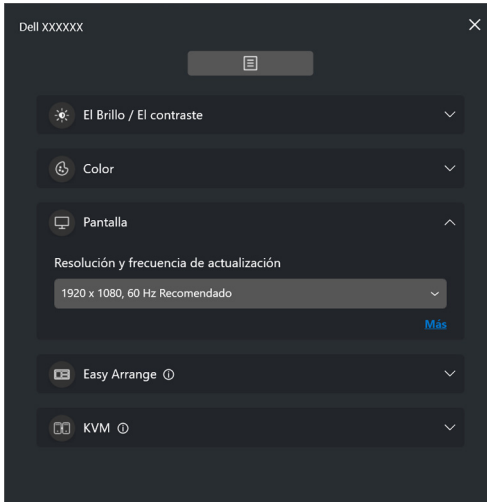 Dell XXXXXX
El Brillo / El contraste
Color
Pantalla
Resolución y frecuencia de actualización
1920 x 1080, 60 Hz Recomendado
Más
Easy Arrange
KVM